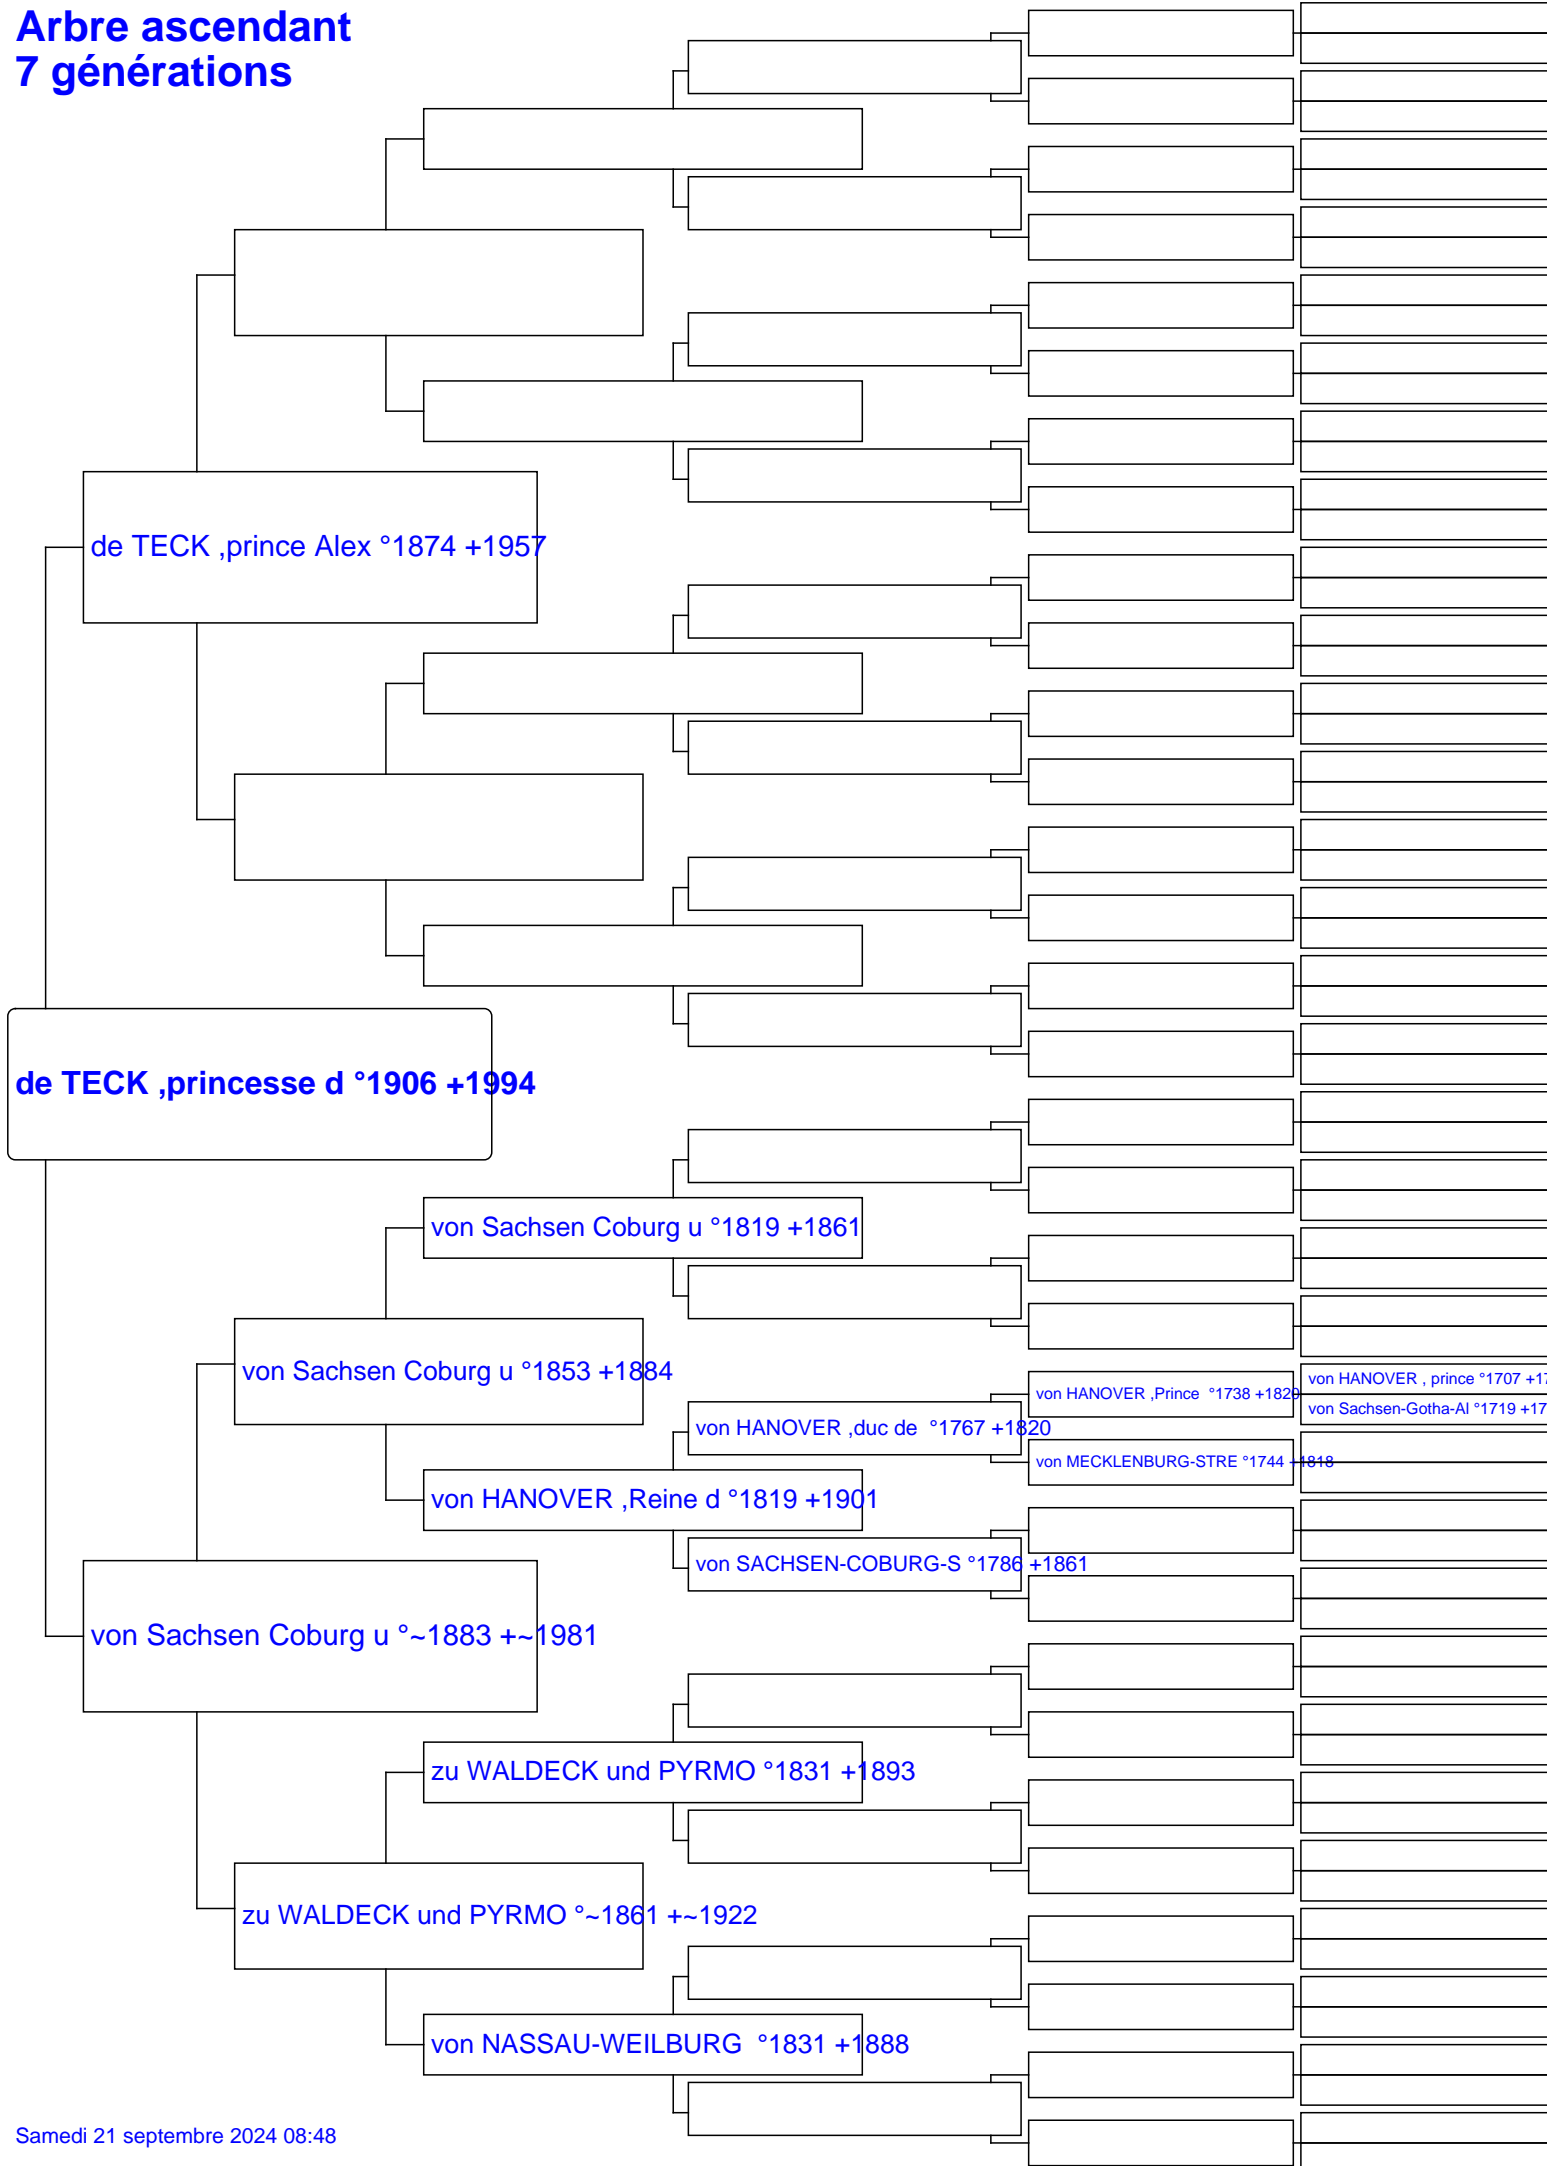 Arbre ascendant
7 générations
de TECK ,prince Alex °1874 +1957
de TECK ,princesse d °1906 +1994
von Sachsen Coburg u °1819 +1861
von Sachsen Coburg u °1853 +1884
von HANOVER ,Prince  °1738 +1820
von HANOVER , prince °1707 +17
von Sachsen-Gotha-Al °1719 +17
von HANOVER ,duc de  °1767 +1820
von MECKLENBURG-STRE °1744 +1818
von HANOVER ,Reine d °1819 +1901
von SACHSEN-COBURG-S °1786 +1861
von Sachsen Coburg u °~1883 +~1981
zu WALDECK und PYRMO °1831 +1893
zu WALDECK und PYRMO °~1861 +~1922
von NASSAU-WEILBURG  °1831 +1888
Samedi 21 septembre 2024 08:48